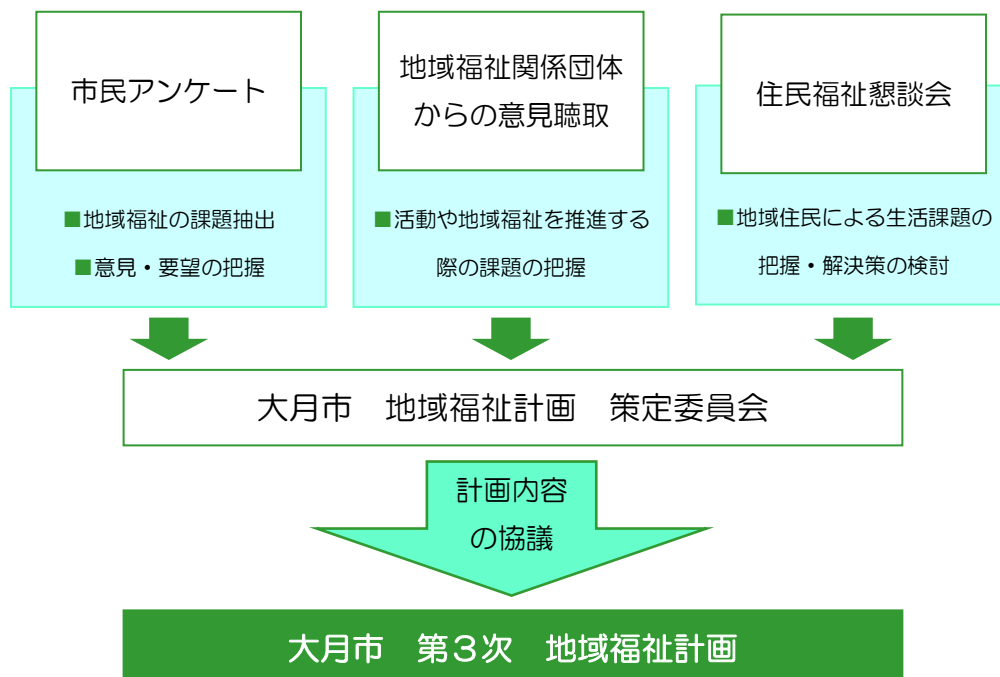 市民アンケート
■地域福祉の課題抽出
■意見・要望の把握
地域福祉関係団体
からの意見聴取
■活動や地域福祉を推進する
際の課題の把握
住民福祉懇談会
■地域住民による生活課題の
把握・解決策の検討
大月市　地域福祉計画　策定委員会
計画内容
の協議
大月市　第３次　地域福祉計画